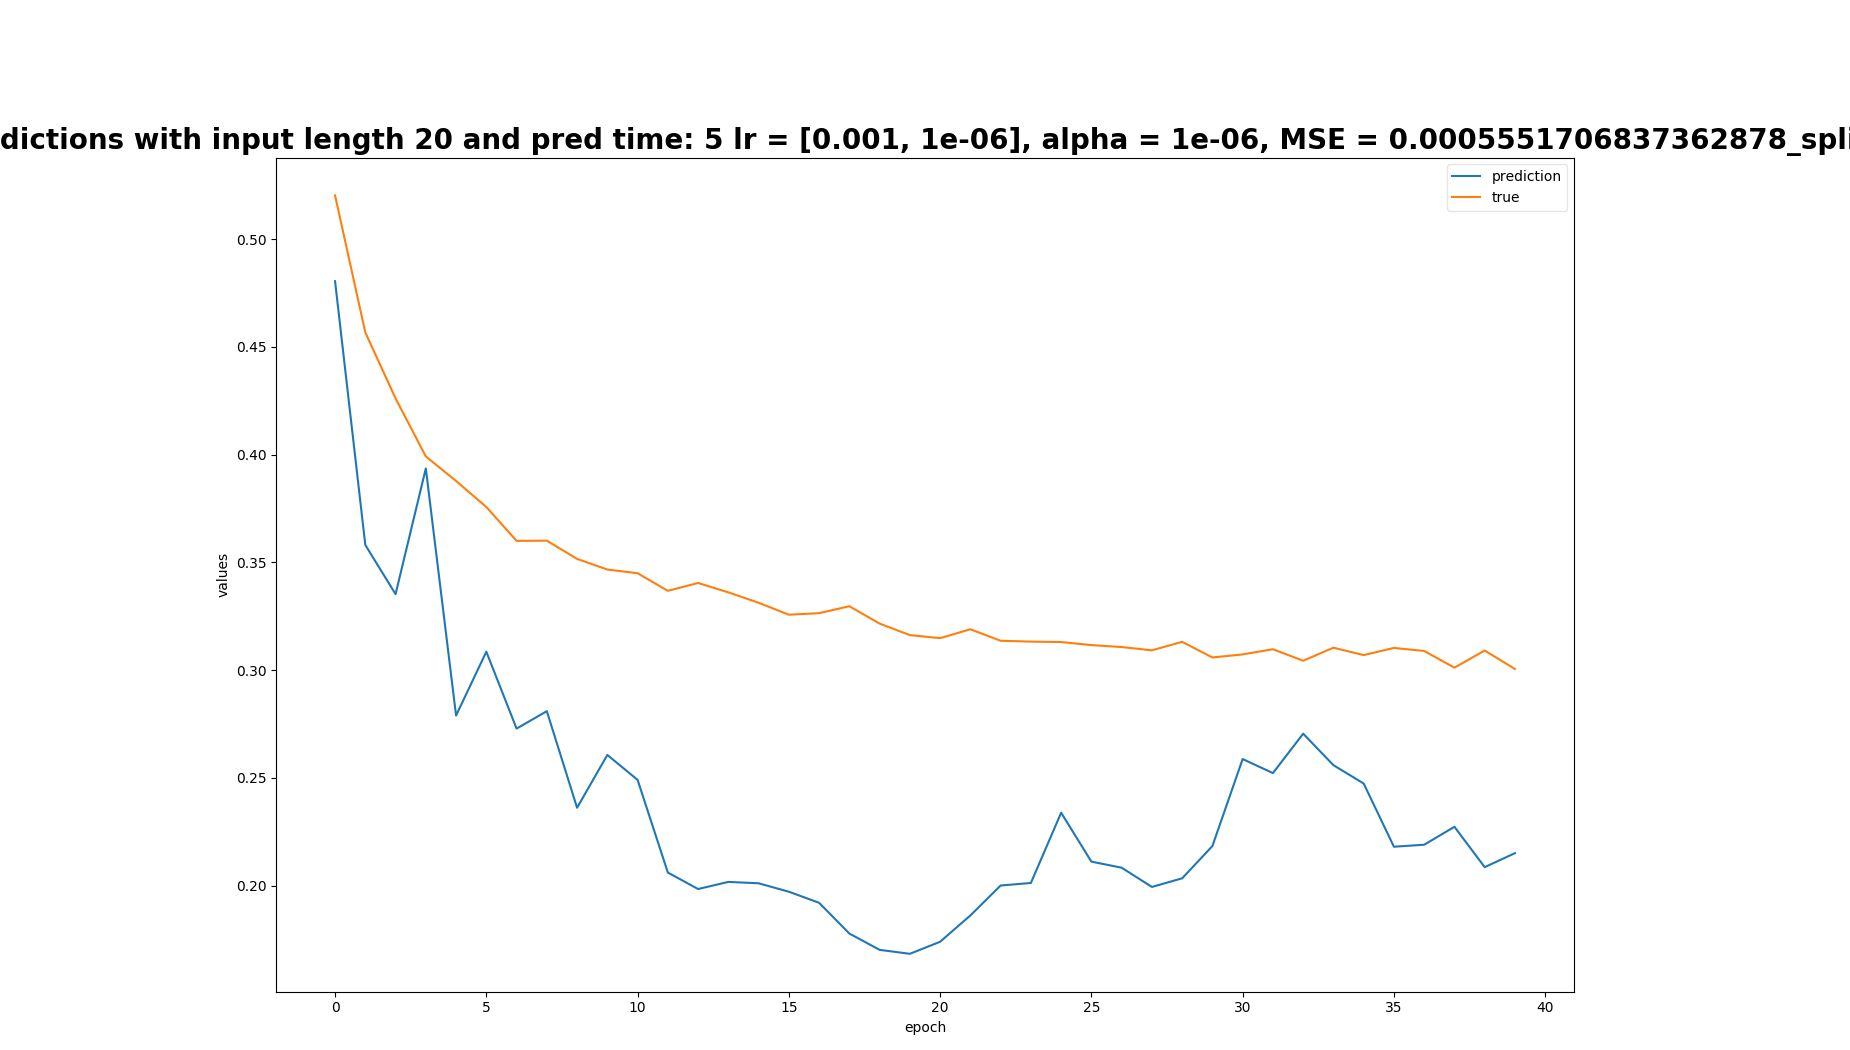 dictions with input length 20 and pred time: 5 lr = [0.001, 1e-06], alpha = 1e-06, MSE = 0.0005551706837362878_spli
prediction
true
0.50
0.45
0.40
0.35
0.30
0.25
0.20
values
0 5 10 15 20 25 30 35 40
epoch